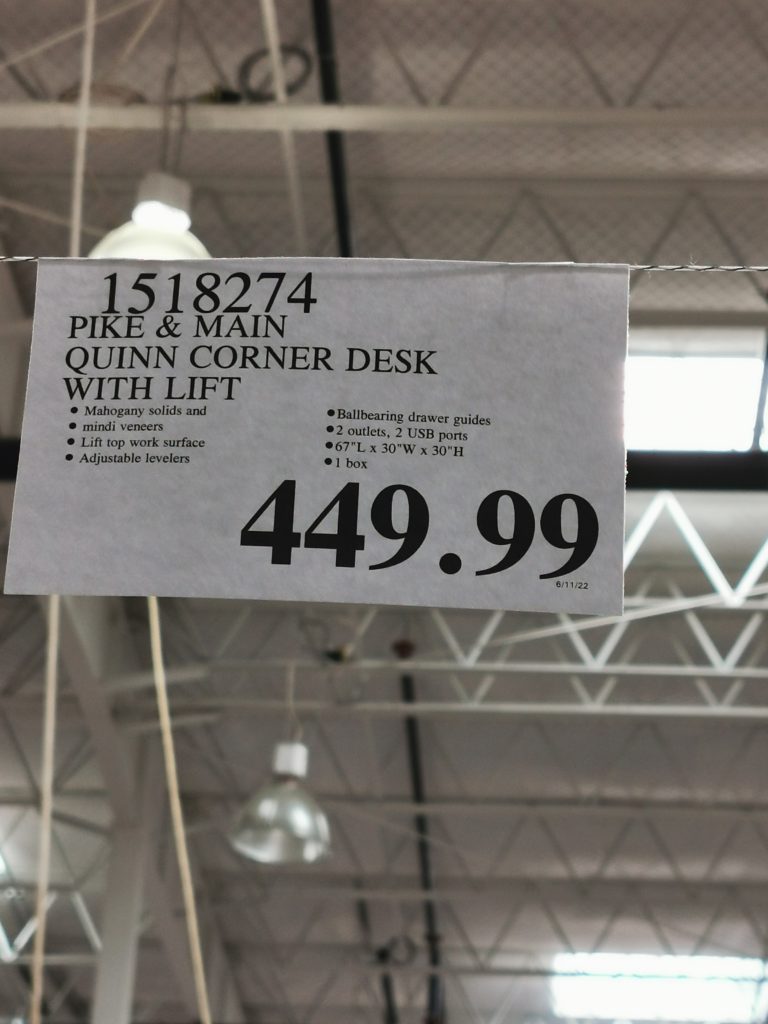 1518274
PIKE & MAIN
QUINN CORNER DESK
WITH LIFT
• Mahogany solids and
• mindi veneers
• Lift top work surface
• Adjustable levelers
• Ballbearing drawer guides
• 2 outlets, 2 USB ports
• 67"L x 30"W x 30"H
• 1 box
449.99
6/11/22